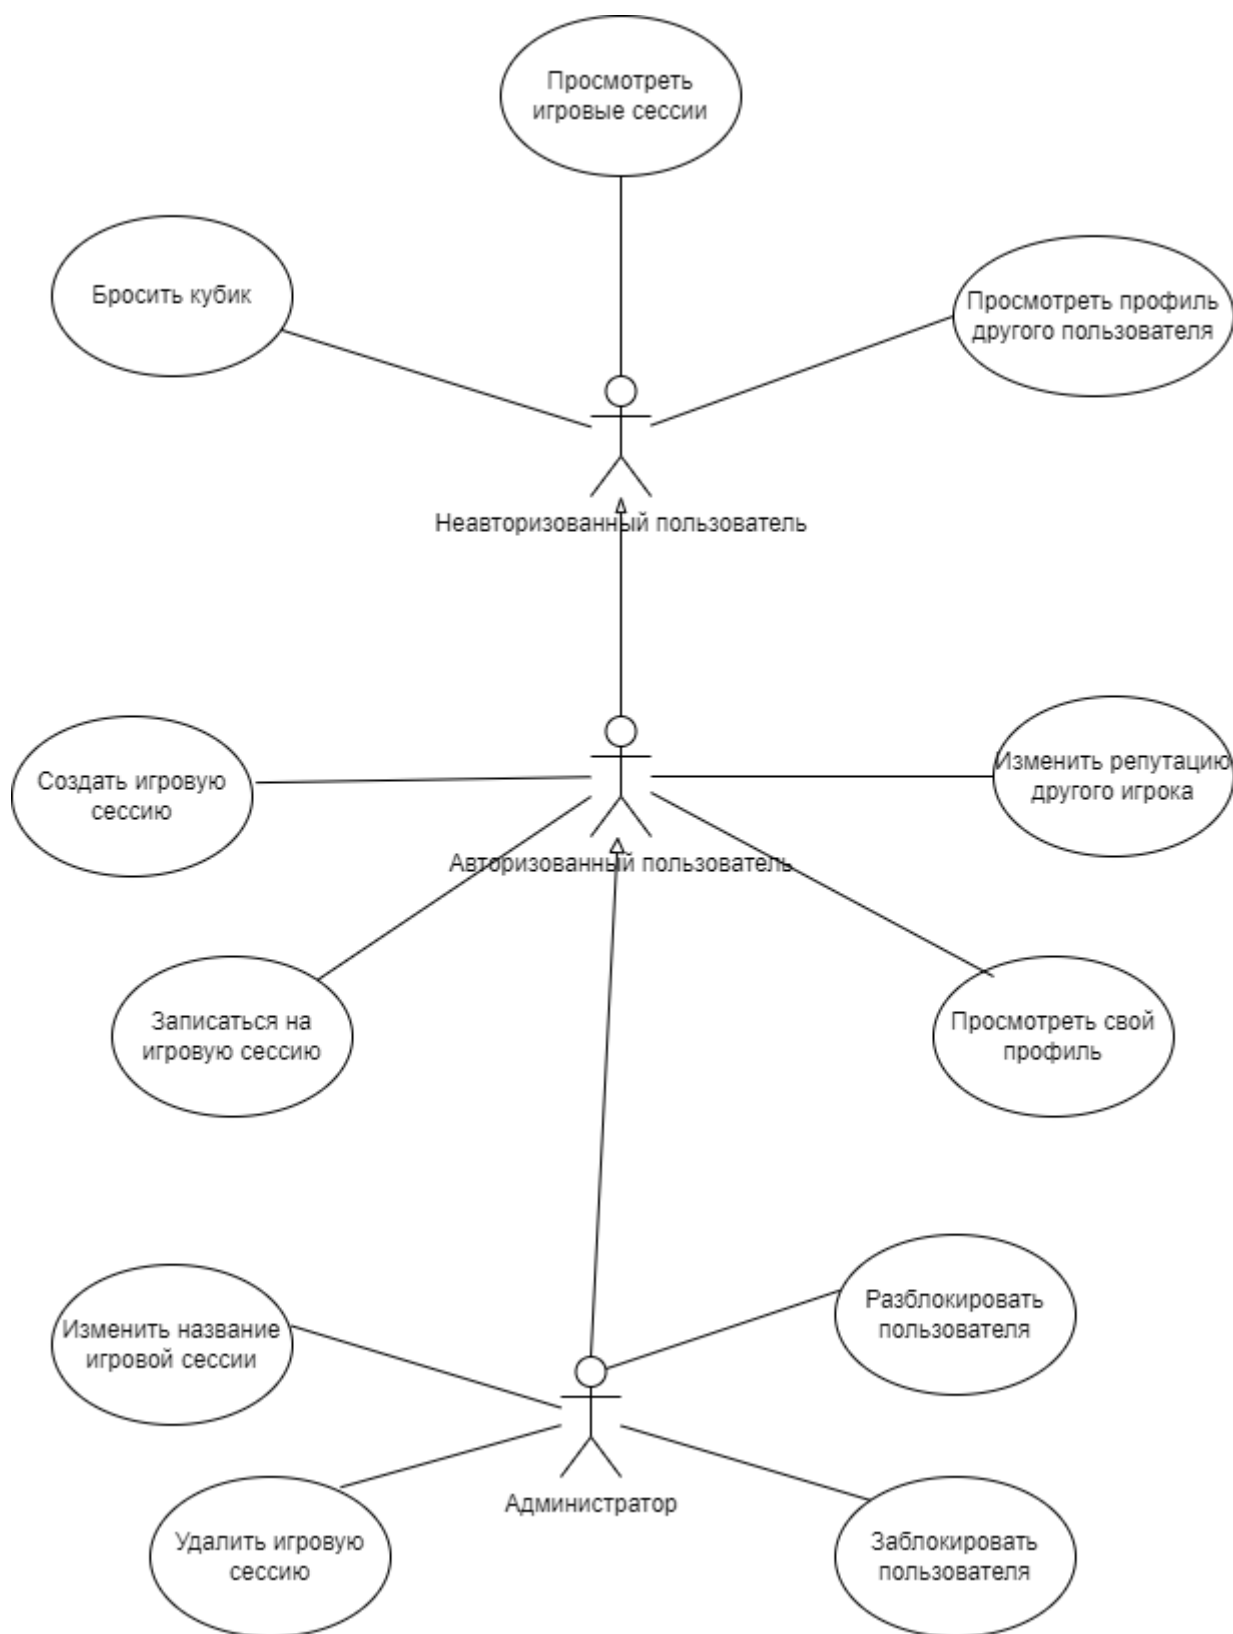 Просмотреть
игровые сессии
Бросить кубик
Просмотреть профиль
другого пользователя
Неавторизованный пользователь
Создать игровую
сессию
Изменить репутацию
другого игрока
Авторизованный пользователь
Записаться на
игровую сессию
Просмотреть свой
профиль
Изменить название
игровой сессии
Разблокировать
пользователя
Администратор
Удалить игровую
сессию
Заблокировать
пользователя